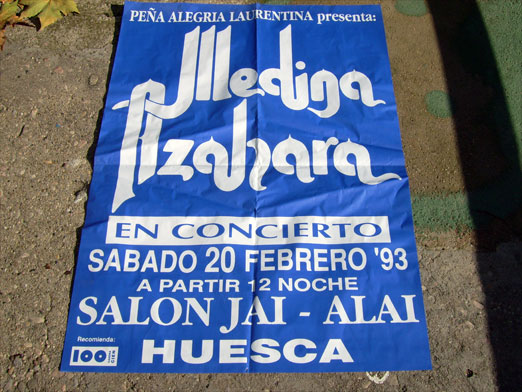 PEÑA ALEGRIA LAURENTINA presenta:
Medina
Azahara
EN CONCIERTO
SABADO 20 FEBRERO '93
A PARTIR 12 NOCHE
SALON JAI - ALAI
Recomienda:
100
HUESCA